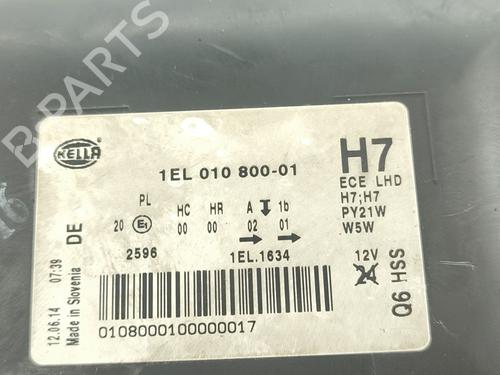 B-PARTS
HELLA
1EL 010 800-01
H7
ECE LHD
H7;H7
PY21W
W5W
PL HC HR A 1b
20 E1 00 00 02 01
2596 1EL.1634
12V
24
Q6 HSS
DE
12.06.14 07:39
Made in Slovenia
0108000100000017